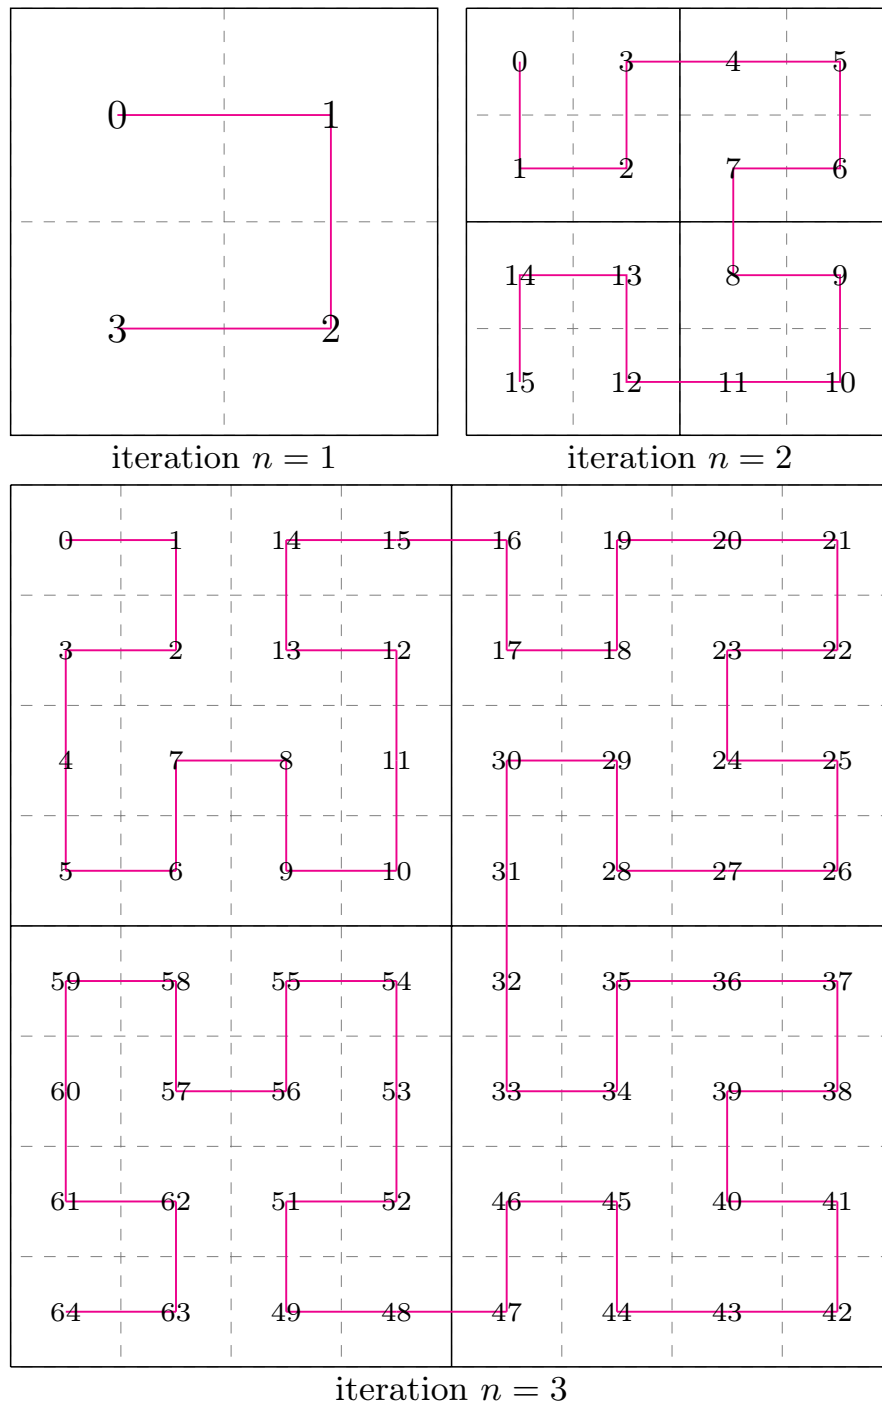 0 1
3 2
iteration n = 1
0 3 4 5
1 2 7 6
14 13 8 9
15 12 11 10
iteration n = 2
0 1 14 15 16 19 20 21
3 2 13 12 17 18 23 22
4 7 8 11 30 29 24 25
5 6 9 10 31 28 27 26
59 58 55 54 32 35 36 37
60 57 56 53 33 34 39 38
61 62 51 52 46 45 40 41
64 63 49 48 47 44 43 42
iteration n = 3